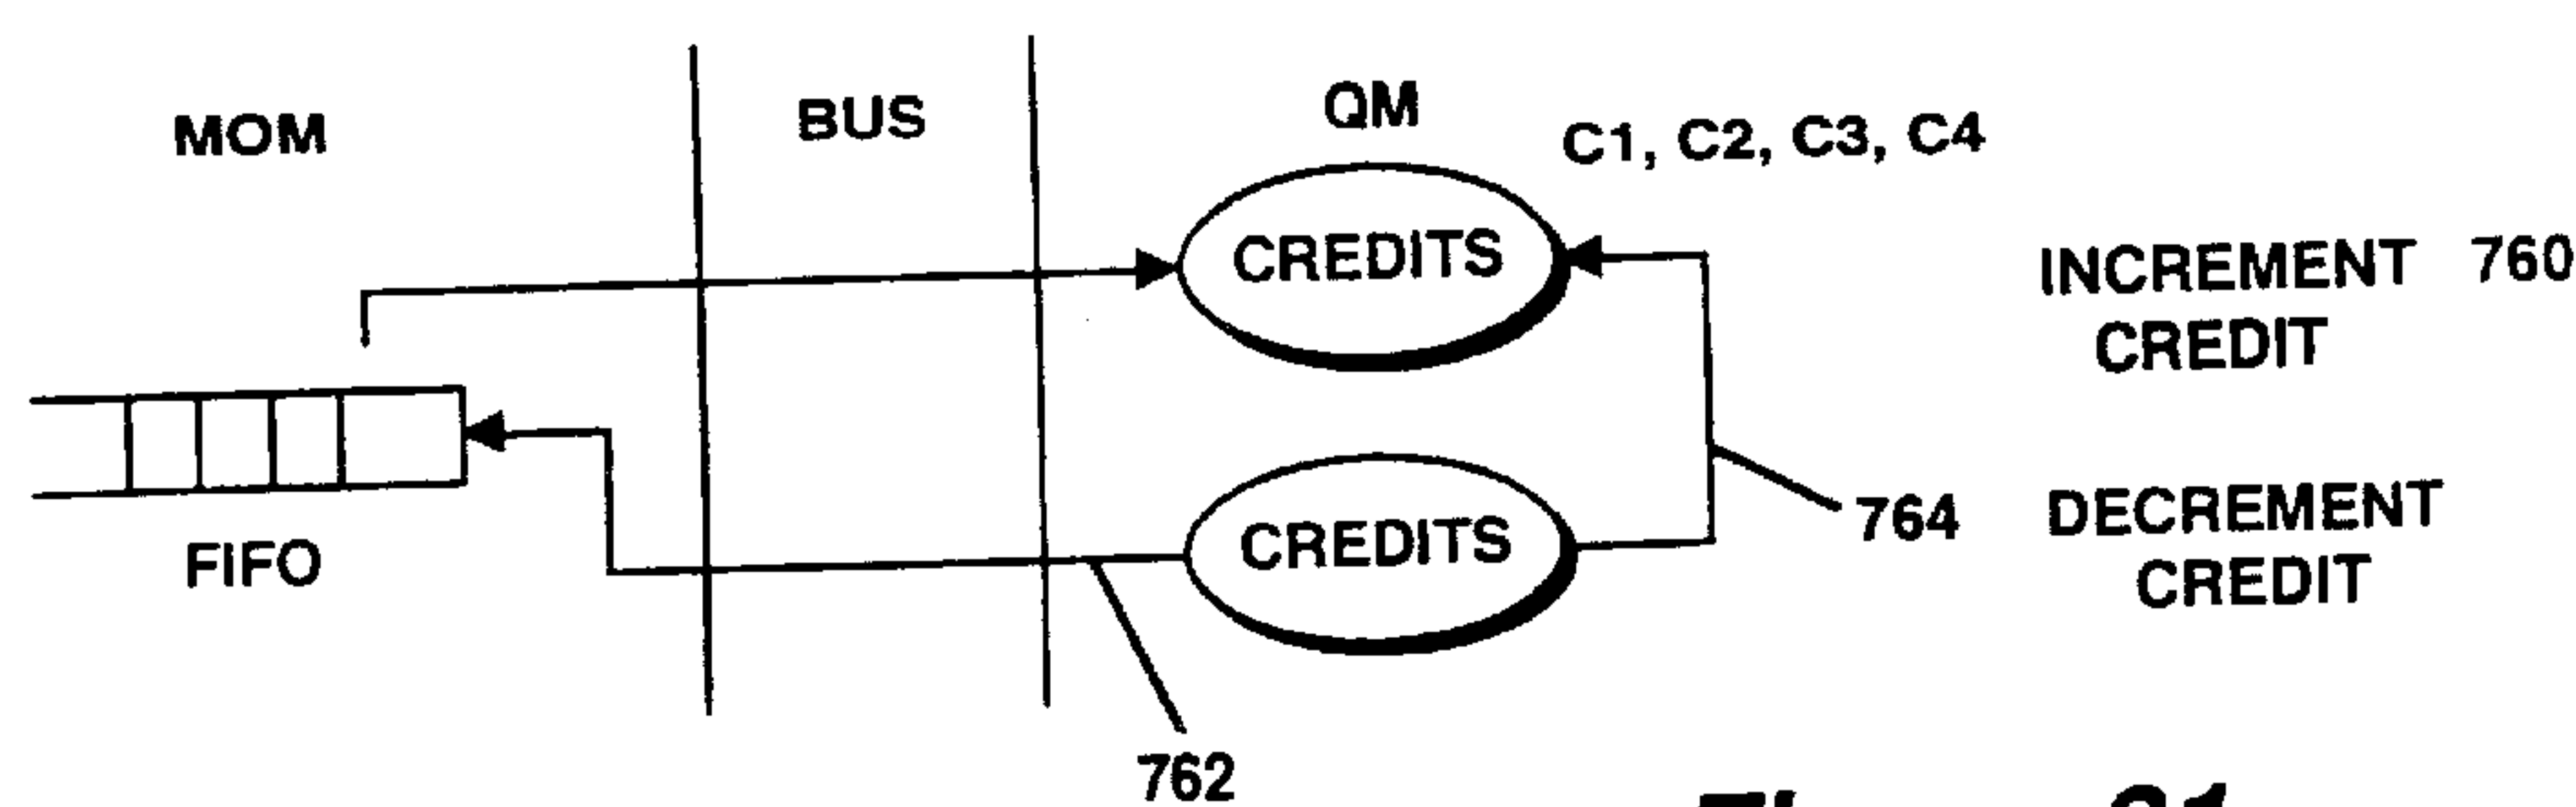 MOM
BUS
QM
C1, C2, C3, C4
CREDITS
INCREMENT 760
CREDIT
FIFO
CREDITS
764
DECREMENT
CREDIT
762